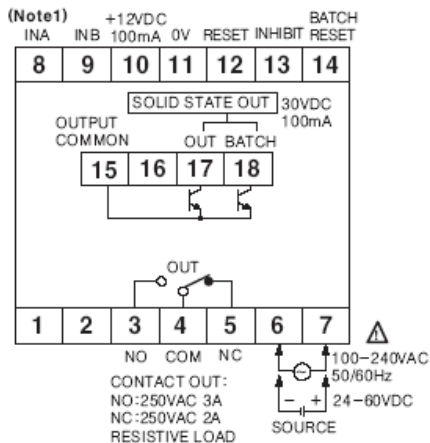 (Note1)
+12VDC
BATCH
INA INB 100mA 0V RESET INHIBIT RESET
8 9 10 11 12 13 14
SOLID STATE OUT 30VDC
100mA
OUTPUT
COMMON OUT BATCH
15 16 17 18
OUT
1 2 3 4 5 6 7
NO COM NC
100-240VAC
50/60Hz
CONTACT OUT:
NO:250VAC 3A
- + 24-60VDC
NC:250VAC 2A
SOURCE
RESISTIVE LOAD